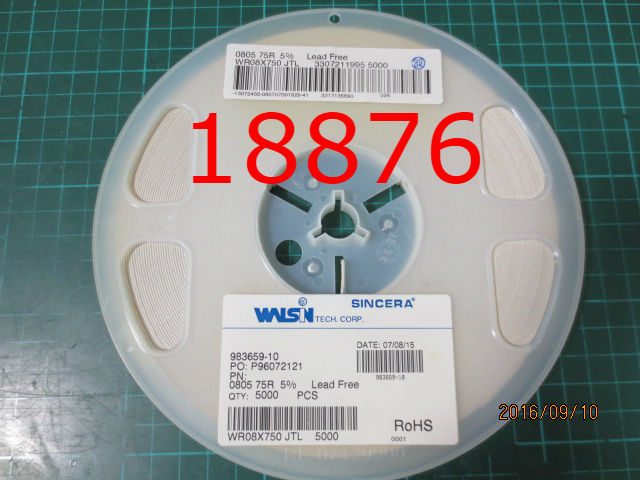 0805 75R 5% Lead Free
WR08X750 JTL 3307211995 5000
18876
WALSIN TECH. CORP.
SINCERA
DATE: 07/08/15
983659-10
983659-10
PO: P96072121
PN:
0805 75R 5% Lead Free
QTY: 5000 PCS
WR08X750 JTL 5000
RoHS
0001
2016/09/10